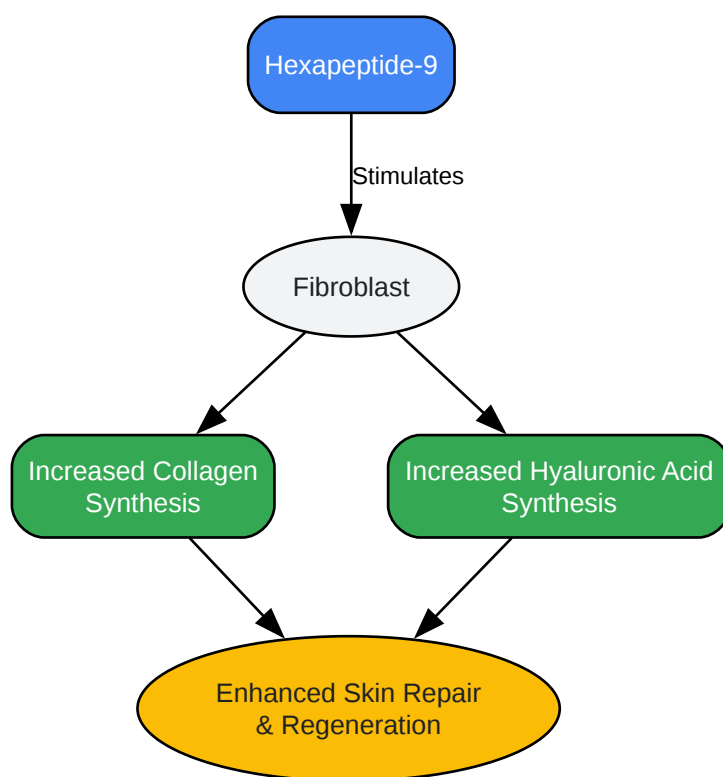 Hexapeptide-9
Stimulates
Fibroblast
Increased Collagen
Synthesis
Increased Hyaluronic Acid
Synthesis
Enhanced Skin Repair
& Regeneration